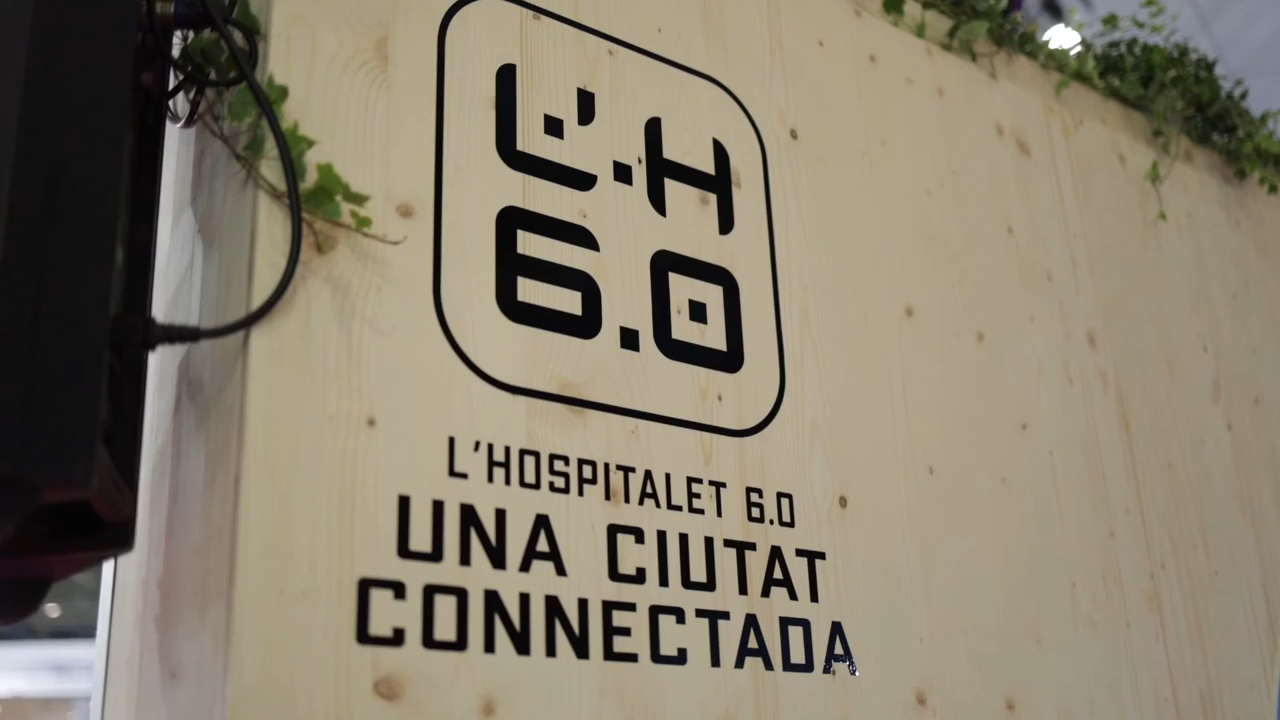 L'.H
6.0
L'HOSPITALET 6.0
UNA CIUTAT
CONNECTADA